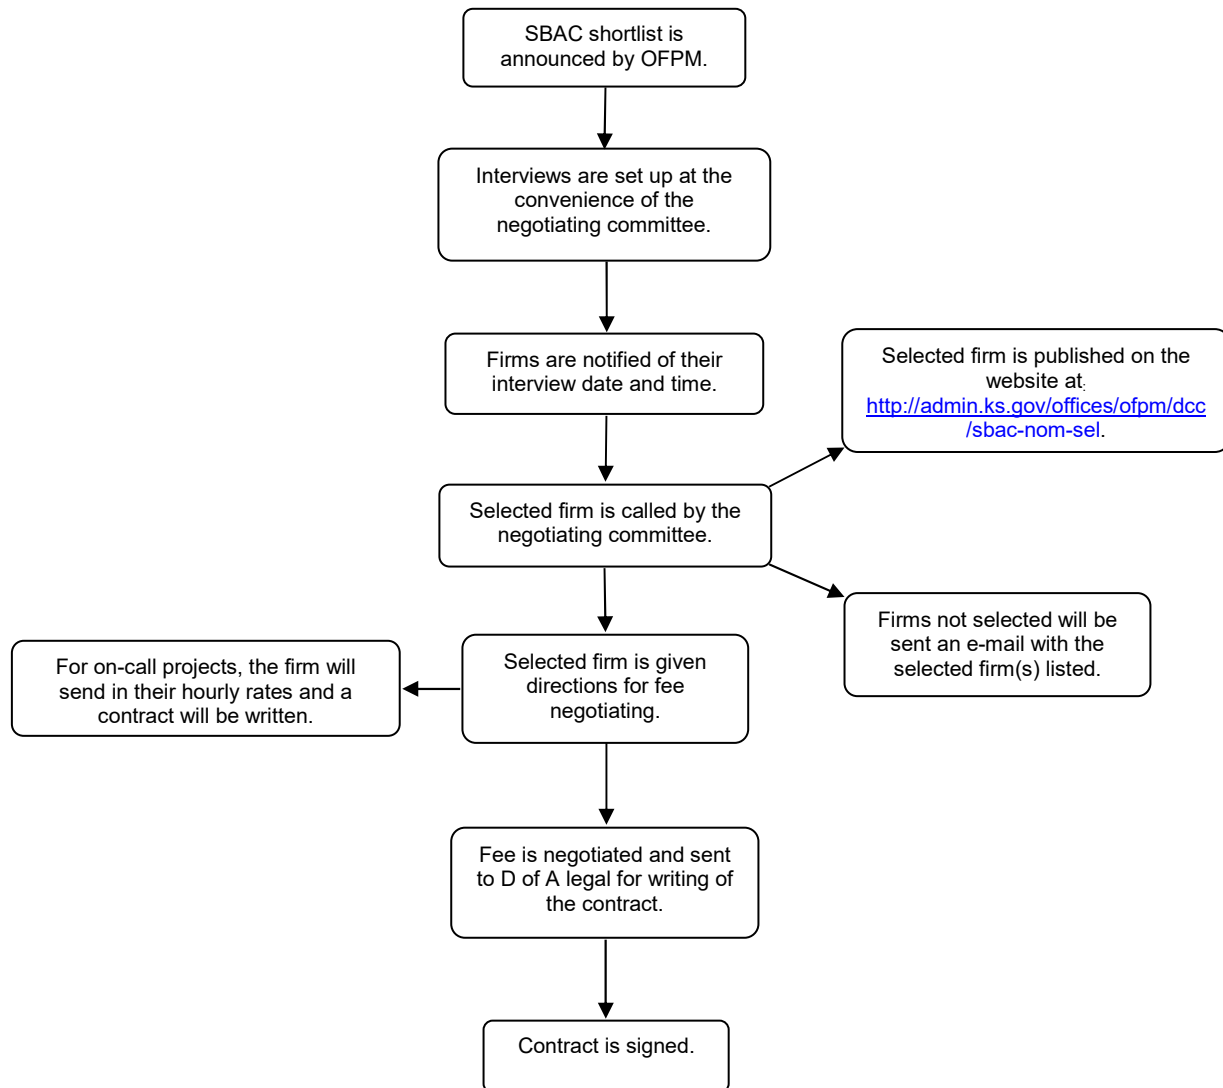 SBAC shortlist is
announced by OFPM.
Interviews are set up at the
convenience of the
negotiating committee.
Firms are notified of their
interview date and time.
Selected firm is published on the
website at:
http://admin.ks.gov/offices/ofpm/dcc
/sbac-nom-sel.
Selected firm is called by the
negotiating committee.
Firms not selected will be
sent an e-mail with the
selected firm(s) listed.
Selected firm is given
directions for fee
negotiating.
For on-call projects, the firm will
send in their hourly rates and a
contract will be written.
Fee is negotiated and sent
to D of A legal for writing of
the contract.
Contract is signed.